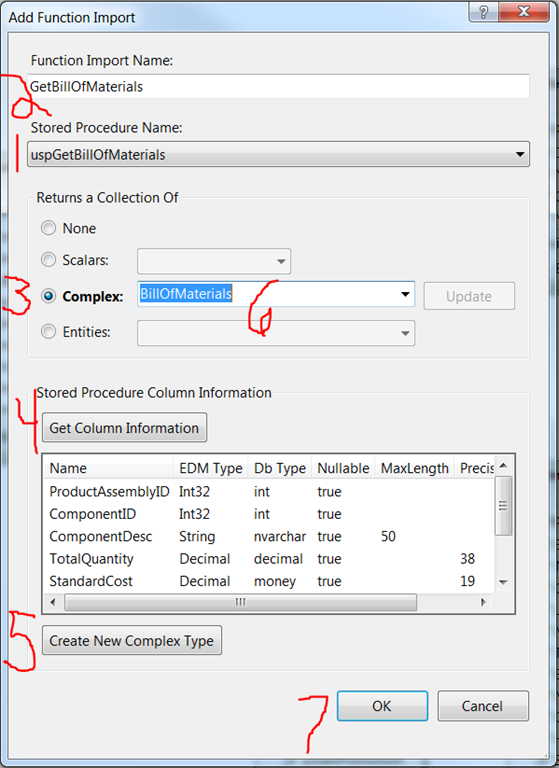 Add Function Import
?
Function Import Name:
GetBillOfMaterials
2
Stored Procedure Name:
1
uspGetBillOfMaterials
Returns a Collection Of
None
Scalars:
3 Complex: BillOfMaterials 6 Update
Entities:
Stored Procedure Column Information
4 Get Column Information
Name EDM Type Db Type Nullable MaxLength Precis
ProductAssemblyID Int32 int true
ComponentID Int32 int true
ComponentDesc String nvarchar true 50
TotalQuantity Decimal decimal true 38
StandardCost Decimal money true 19
5 Create New Complex Type
7 OK Cancel